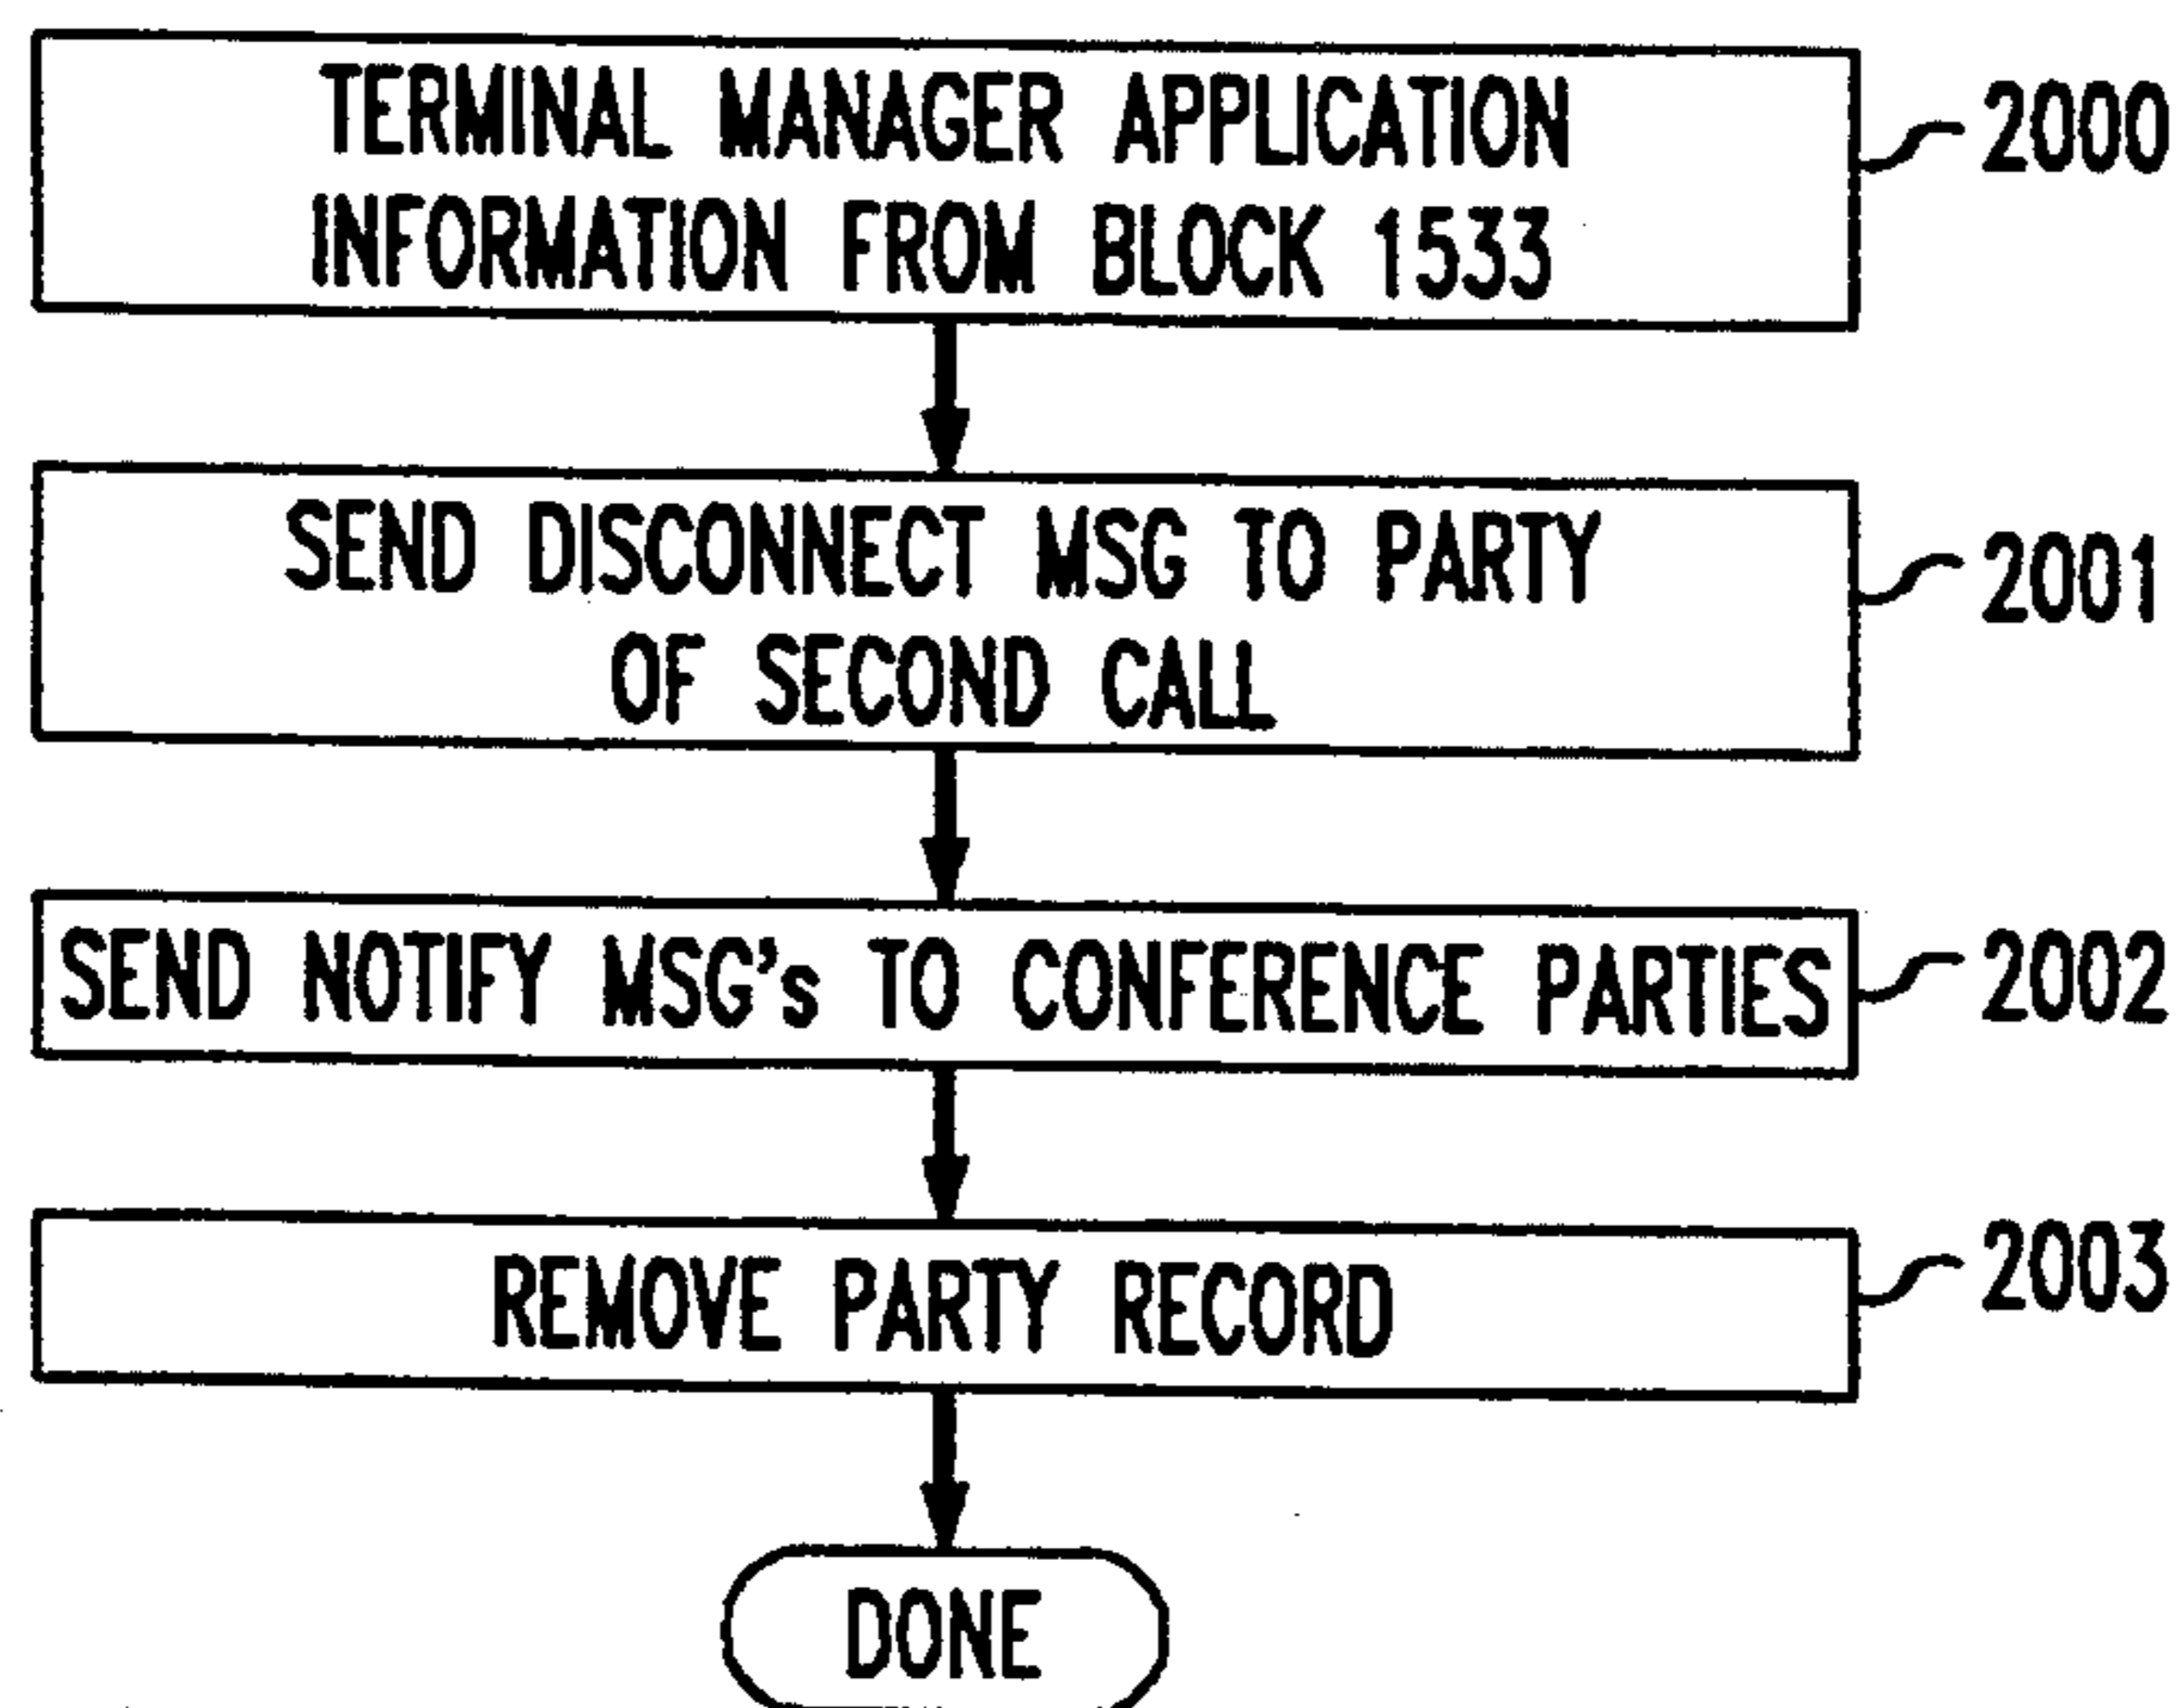 TERMINAL MANAGER APPLICATION
INFORMATION FROM BLOCK 1533
2000
SEND DISCONNECT MSG TO PARTY
OF SECOND CALL
2001
SEND NOTIFY MSG's TO CONFERENCE PARTIES
2002
REMOVE PARTY RECORD
2003
DONE